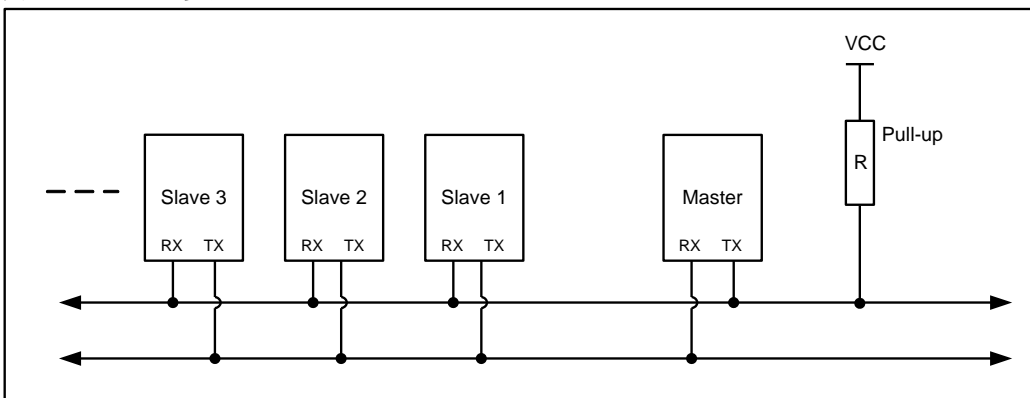 VCC
Pull-up
R
Slave 3
Slave 2
Slave 1
Master
RX TX
RX TX
RX TX
RX TX